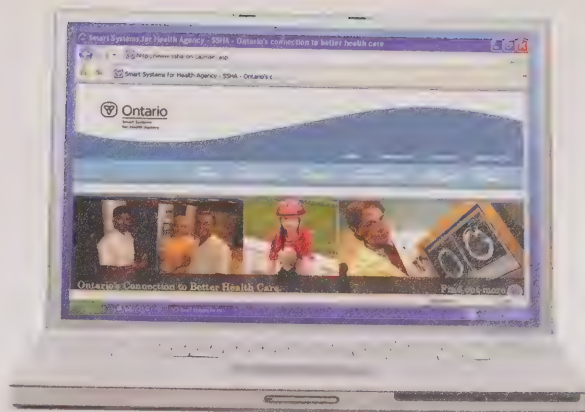 Smart Systems for Health Agency - SSHA - Ontario's connection to better health care
Smart Systems for Health Agency - SSHA - Ontario's c
Ontario
Smart Systems
for Health Agency
Ontario's Connection to Better Health Care
Find out more